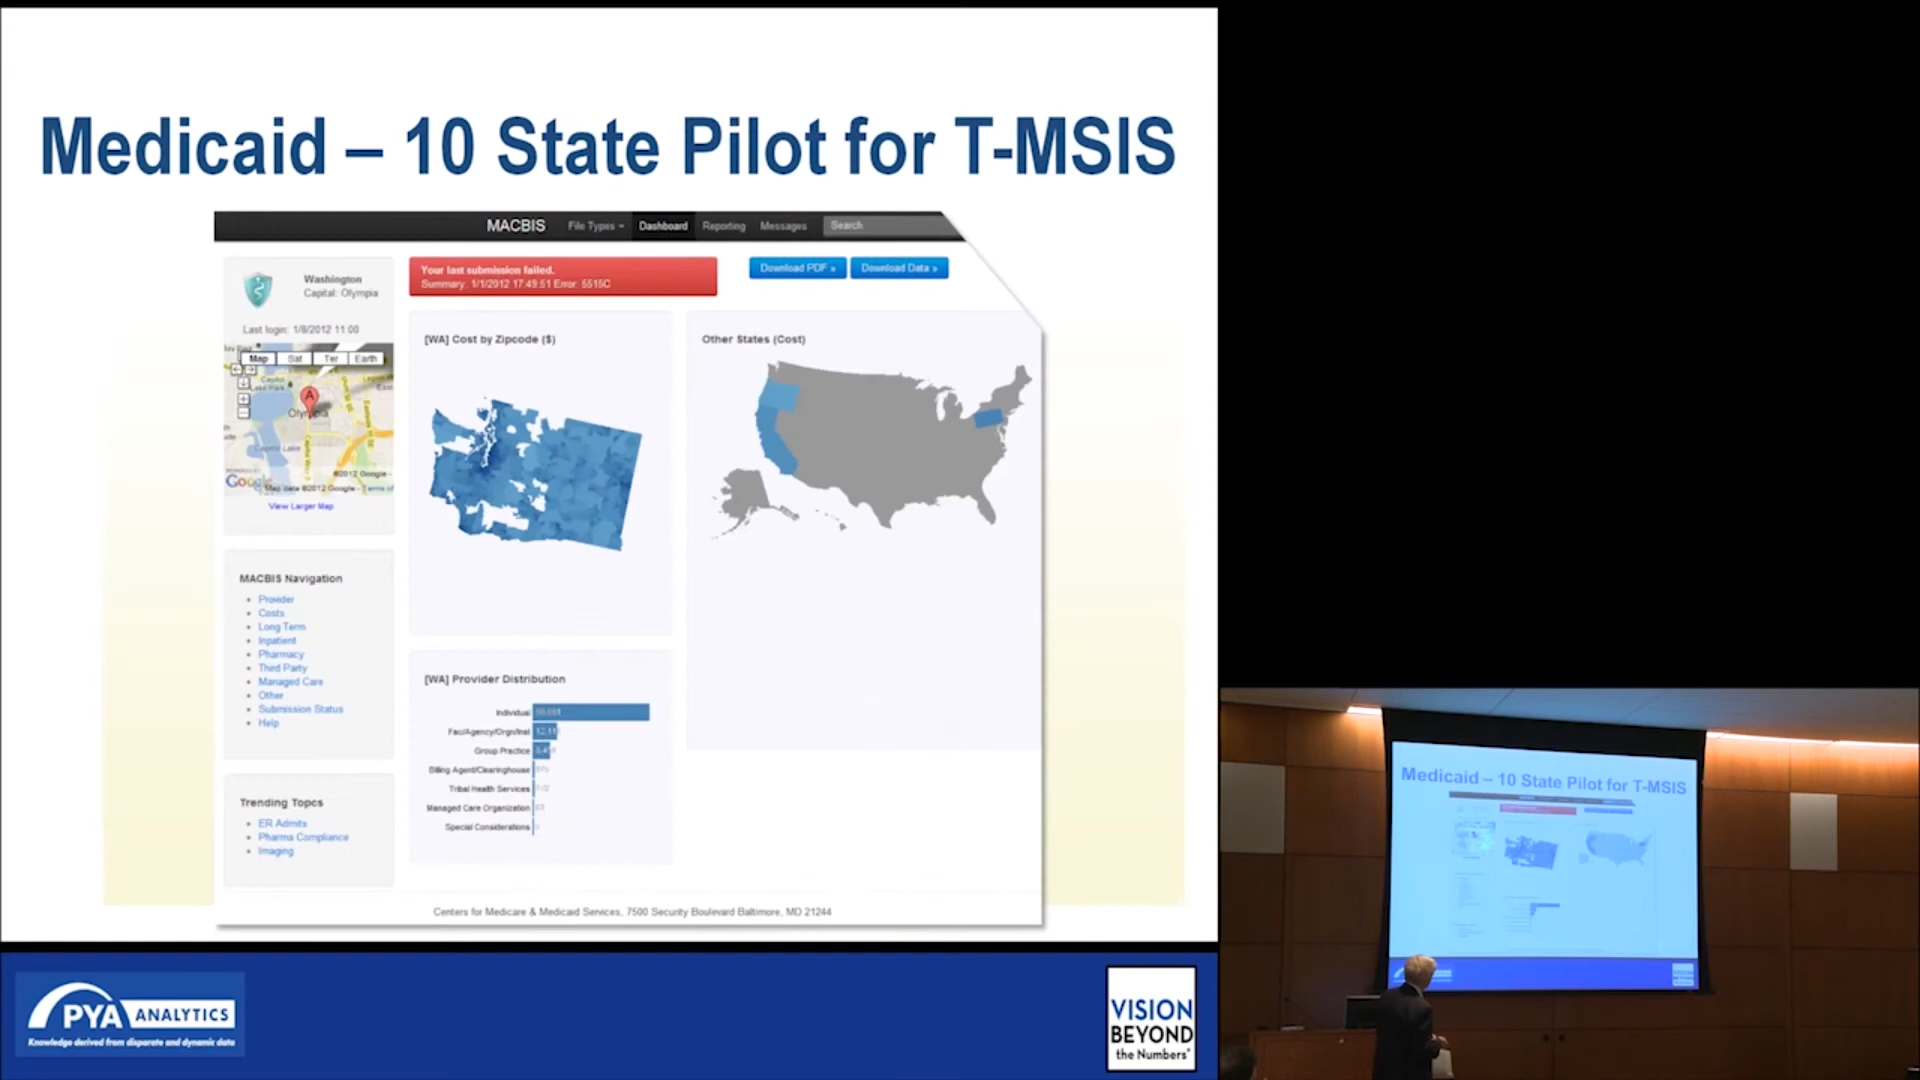 Medicaid – 10 State Pilot for T-MSIS
MACBIS
File Types
Dashboard
Reporting
Messages
Search
Washington
Capital: Olympia
Last login: 1/8/2012 11:00
Map
Sat
Ter
Earth
Olympia
Capitol Lake
Google
Map data ©2012 Google -
View Larger Map
Your last submission failed.
Summary: 1/1/2012 17:49:51 Error: 5515C
Download PDF »
Download Data »
[WA] Cost by Zipcode ($)
Other States (Cost)
MACBIS Navigation
Provider
Costs
Long Term
Inpatient
Pharmacy
Third Party
Managed Care
Other
Submission Status
Help
[WA] Provider Distribution
Individual
Fac/Agency/Orgn/Inst
Group Practice
Billing Agent/Clearinghouse
Tribal Health Services
Managed Care Organization
Special Considerations
Trending Topcs
ER Admits
Pharma Compliance
Imaging
Centers for Medicare & Medicaid Services, 7500 Security Boulevard Baltimore, MD 21244
PYA ANALYTICS
Knowledge derived from disparate and dynamic data
VISION
BEYOND
the Numbers
Medicaid – 10 State Pilot for T-MSIS